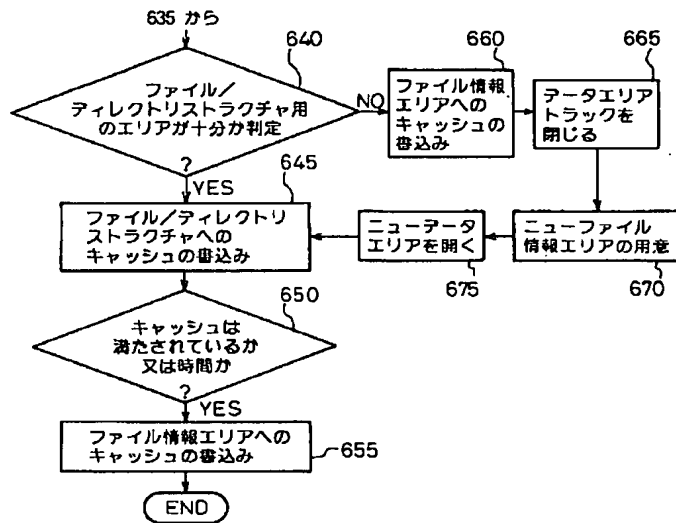 635 から
640
ファイル/
ディレクトリストラクチャ用
のエリアが十分か判定
?
NO
YES
660
ファイル情報
エリアへの
キャッシュの
書込み
665
データエリア
トラックを
閉じる
645
ファイル/ディレクトリ
ストラクチャへの
キャッシュの書込み
ニューデータ
エリアを開く
675
ニューファイル
情報エリアの用意
670
650
キャッシュは
満たされているか
又は時間か
?
YES
ファイル情報エリアへの
キャッシュの書込み
655
END